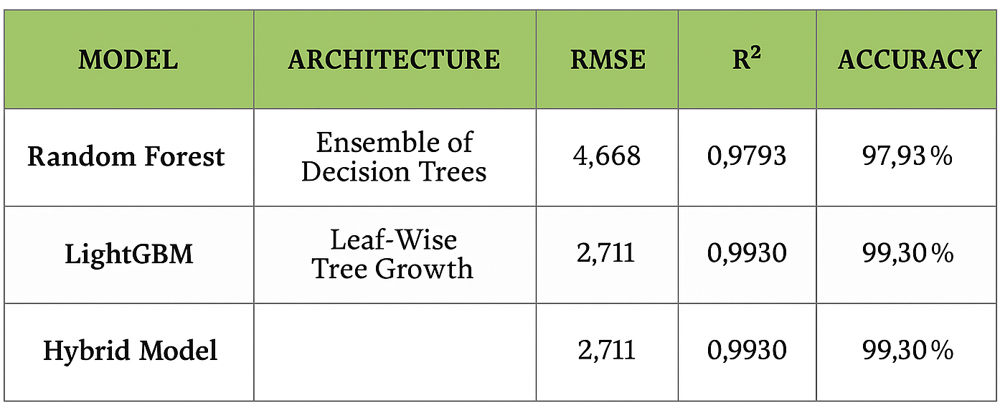 MODEL ARCHITECTURE RMSE R² ACCURACY
Random Forest Ensemble of Decision Trees 4,668 0,9793 97,93%
LightGBM Leaf-Wise Tree Growth 2,711 0,9930 99,30%
Hybrid Model 2,711 0,9930 99,30%